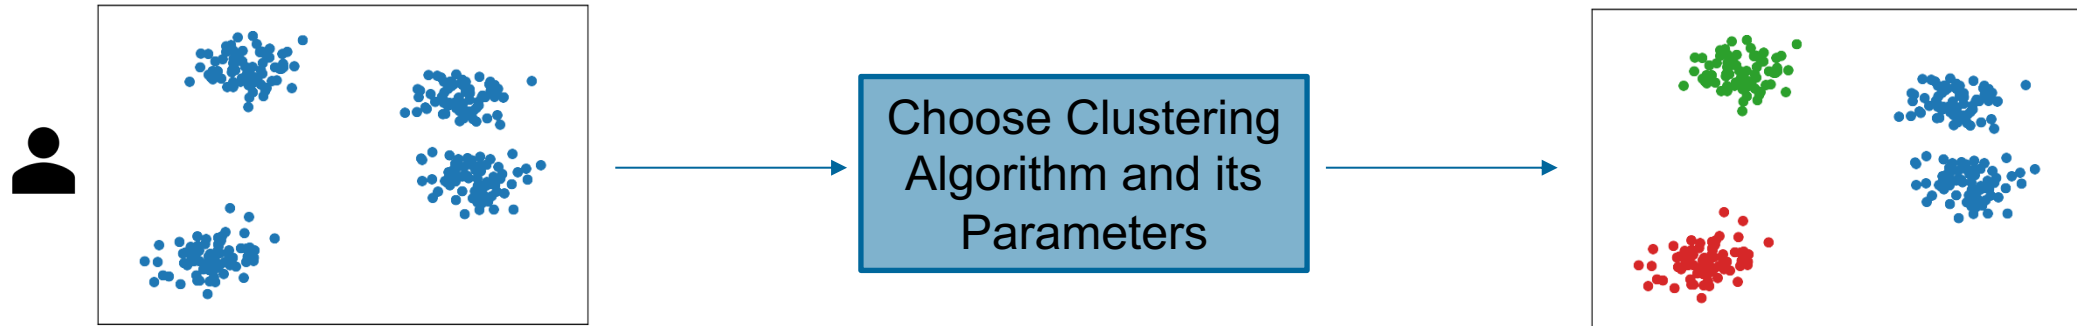 Choose Clustering
Algorithm and its
Parameters